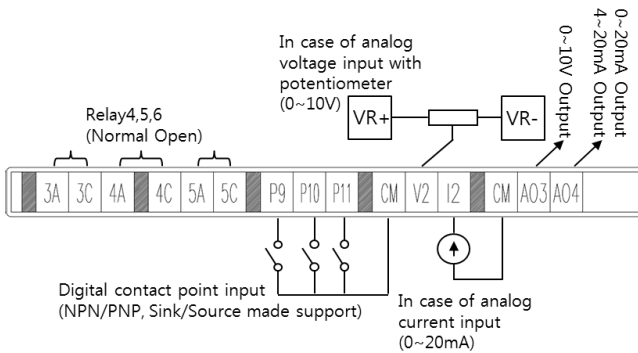 In case of analog
voltage input with
potentiometer
(0~10V)
VR+
VR-
0~10V Output
4~20mA Output
0~20mA Output
Relay4,5,6
(Normal Open)
3A 3C 4A 4C 5A 5C P9 P10 P11 CM V2 I2 CM AO3 AO4
Digital contact point input
(NPN/PNP, Sink/Source made support)
In case of analog
current input
(0~20mA)